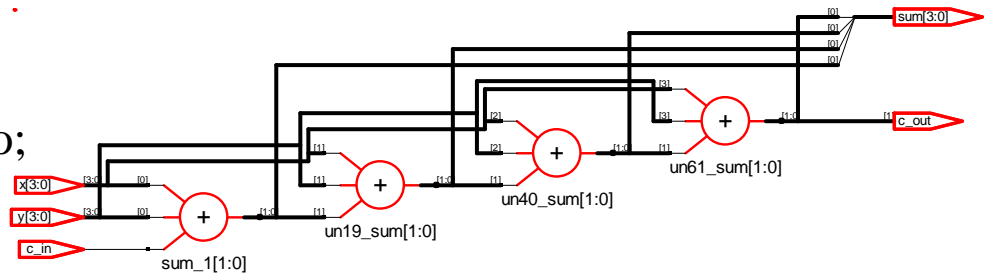 [0]
[0]
[0]
[0]
sum[3:0]
[3]
[3]
[1]
+
[1:0]
[1]
c_out
un61_sum[1:0]
[2]
[2]
[1]
+
[1:0]
un40_sum[1:0]
o;
[1]
[1]
[1]
+
[1:0]
un19_sum[1:0]
x[3:0]
[3:0]
[0]
y[3:0]
[3:0]
[0]
+
[1:0]
c_in
sum_1[1:0]